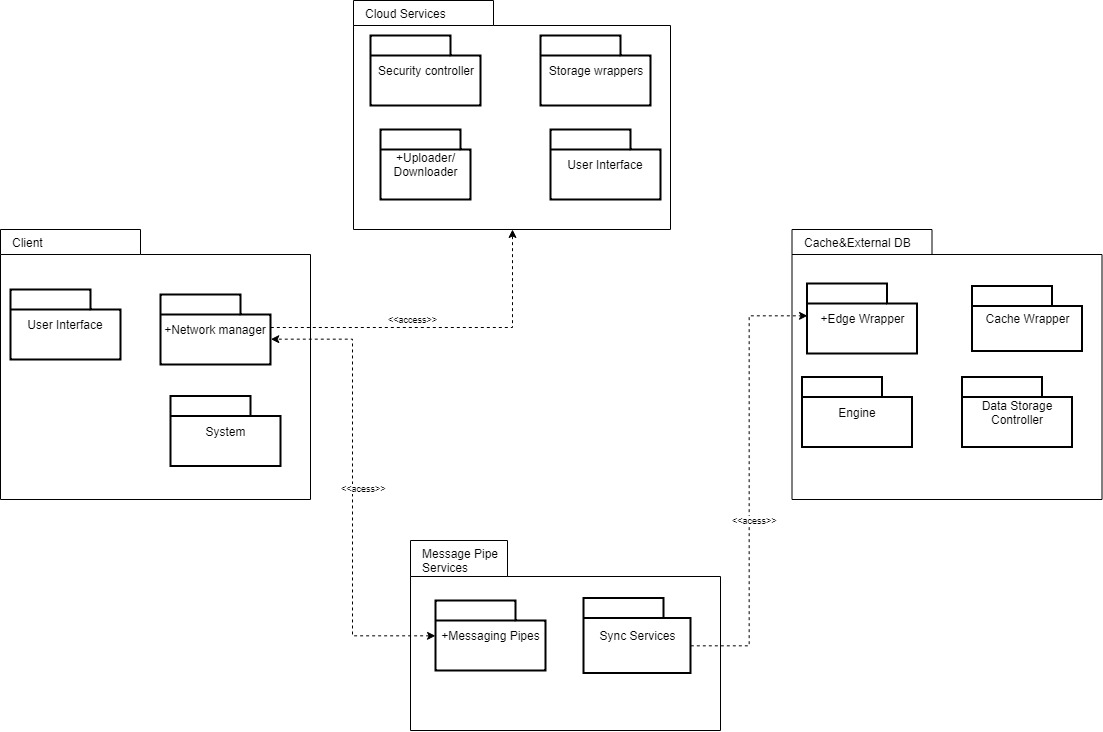 Cloud Services
Security controller
Storage wrappers
+Uploader/
Downloader
User Interface
Client
User Interface
+Network manager
System
<<access>>
Cache&External DB
+Edge Wrapper
Cache Wrapper
Engine
Data Storage
Controller
<<acess>>
<<acess>>
Message Pipe
Services
+Messaging Pipes
Sync Services